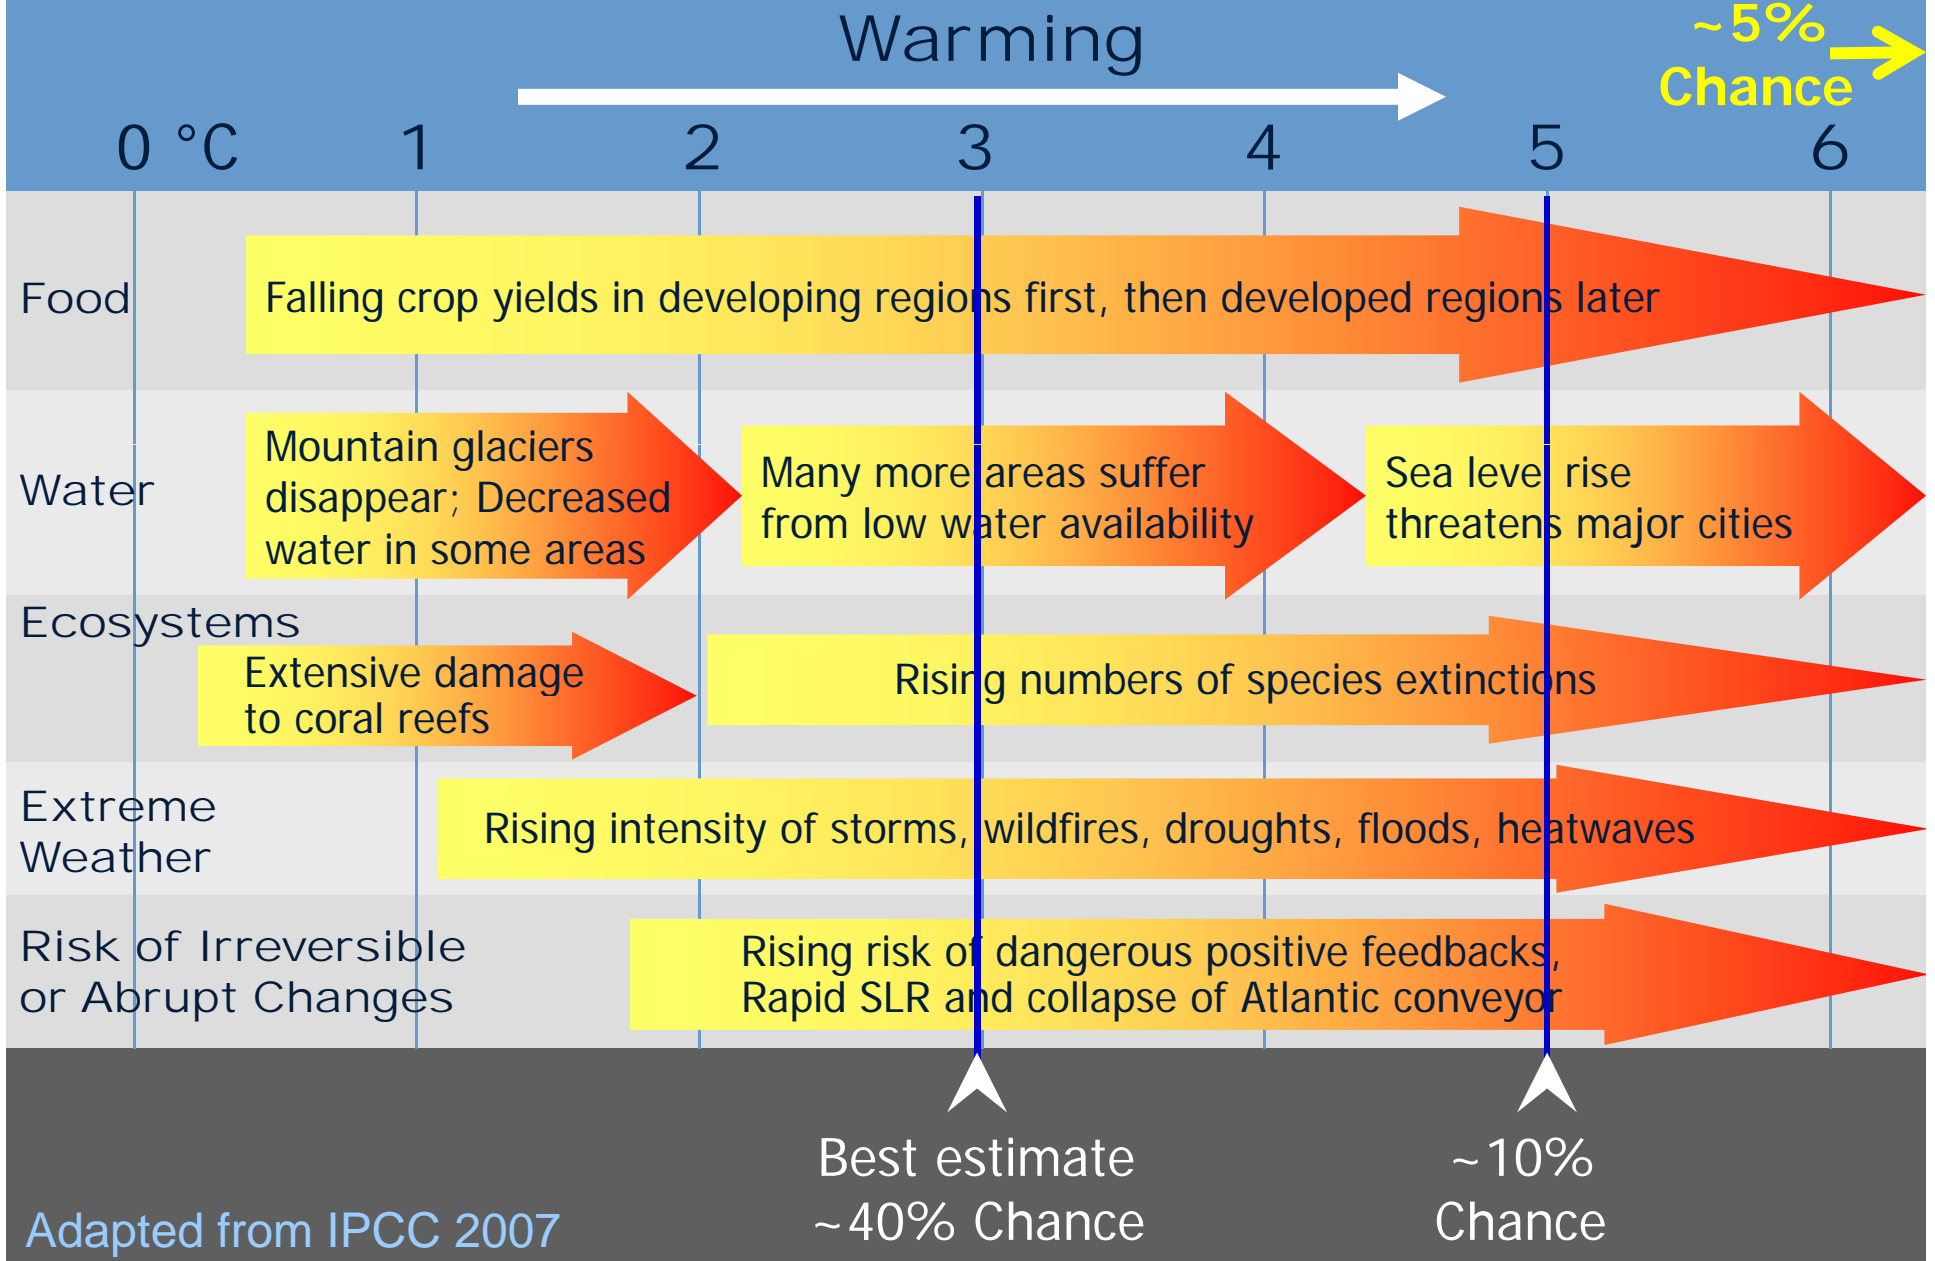 Warming
~5%
Chance
0 °C 1 2 3 4 5 6
Food
Falling crop yields in developing regions first, then developed regions later
Water
Mountain glaciers
disappear; Decreased
water in some areas
Many more areas suffer
from low water availability
Sea level rise
threatens major cities
Ecosystems
Extensive damage
to coral reefs
Rising numbers of species extinctions
Extreme
Weather
Rising intensity of storms, wildfires, droughts, floods, heatwaves
Risk of Irreversible
or Abrupt Changes
Rising risk of dangerous positive feedbacks,
Rapid SLR and collapse of Atlantic conveyor
Best estimate
~40% Chance
~10%
Chance
Adapted from IPCC 2007